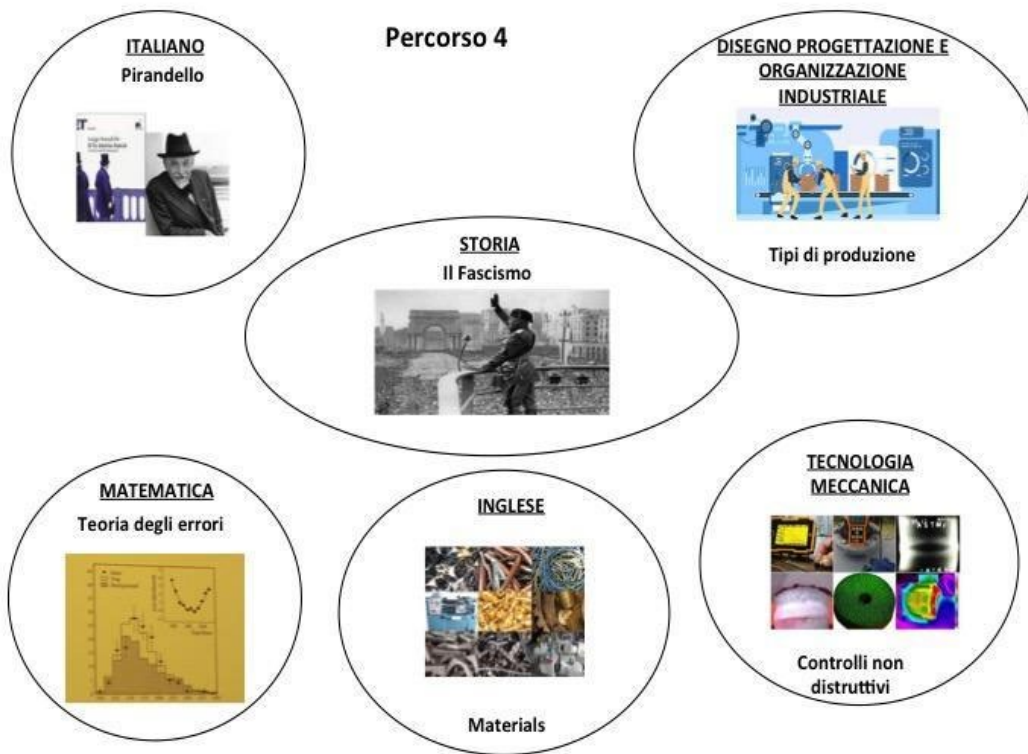 Percorso 4
ITALIANO
Pirandello
DISEGNO PROGETTAZIONE E
ORGANIZZAZIONE
INDUSTRIALE
Tipi di produzione
STORIA
Il Fascismo
MATEMATICA
Teoria degli errori
INGLESE
Materials
TECNOLOGIA
MECCANICA
Controlli non
distruttivi